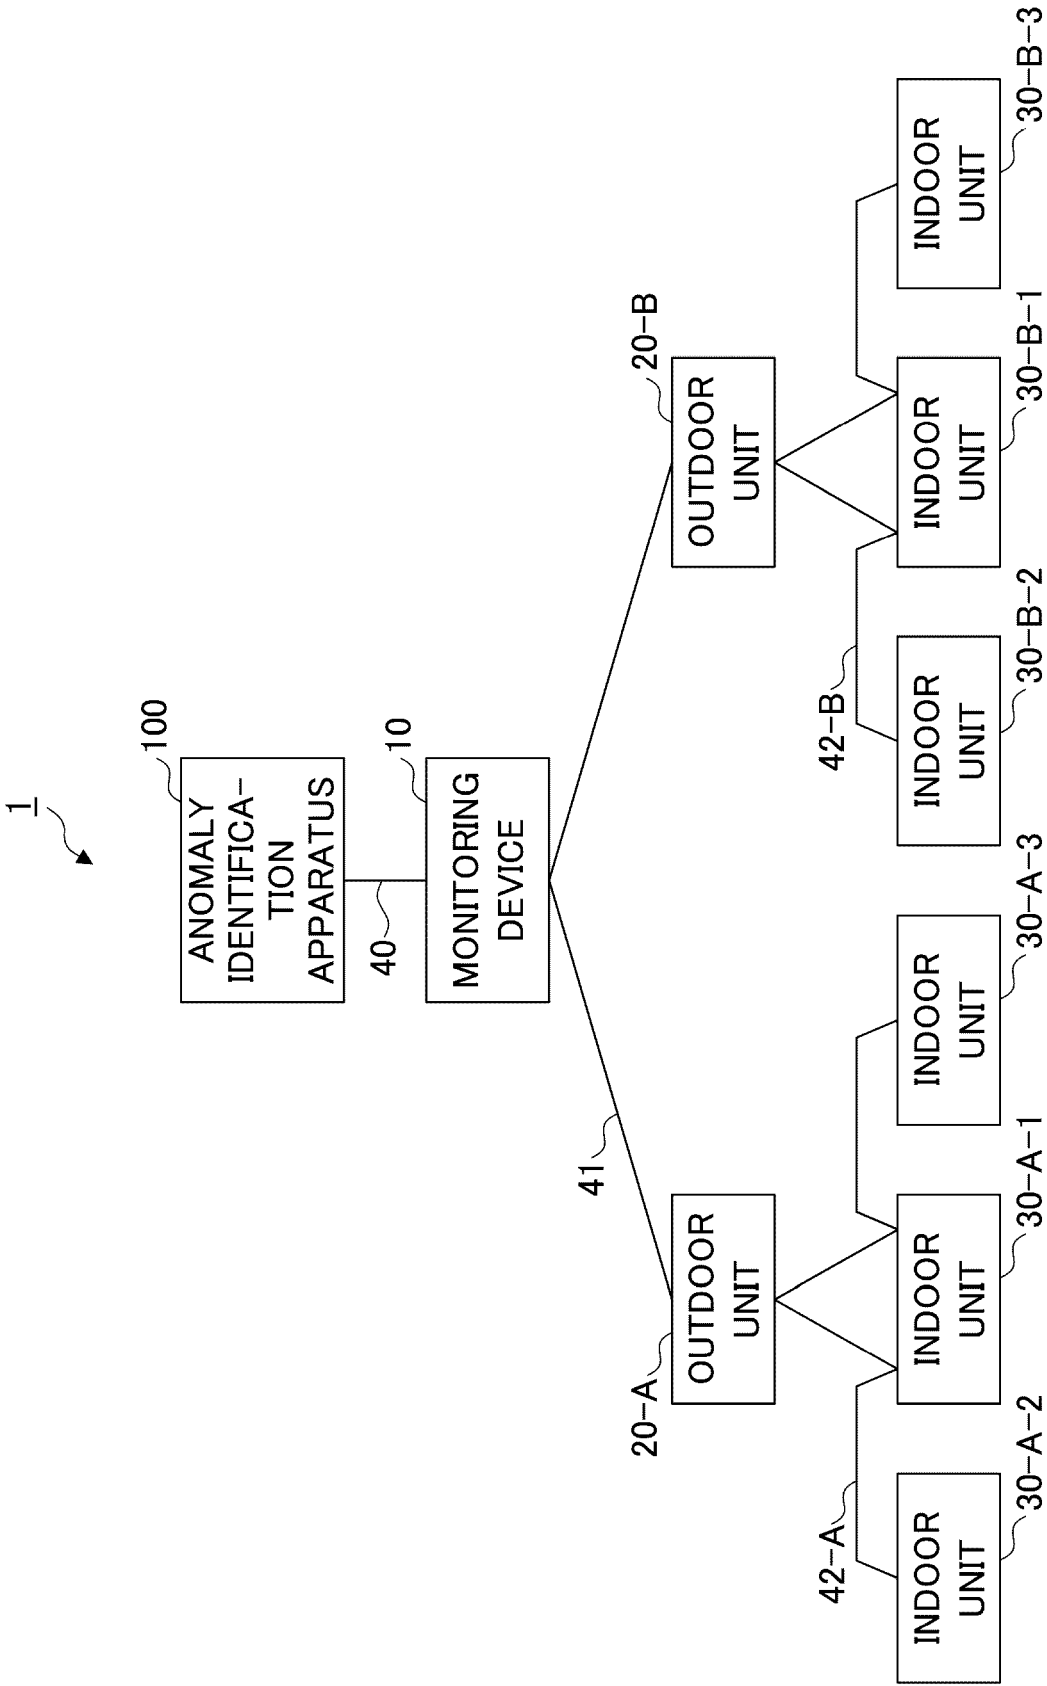 1
100
ANOMALY
IDENTIFICA-
TION
APPARATUS
40
10
MONITORING
DEVICE
41
20-A
OUTDOOR
UNIT
20-B
OUTDOOR
UNIT
42-A
42-B
INDOOR
UNIT
30-A-2
INDOOR
UNIT
30-A-1
INDOOR
UNIT
30-A-3
INDOOR
UNIT
30-B-2
INDOOR
UNIT
30-B-1
INDOOR
UNIT
30-B-3